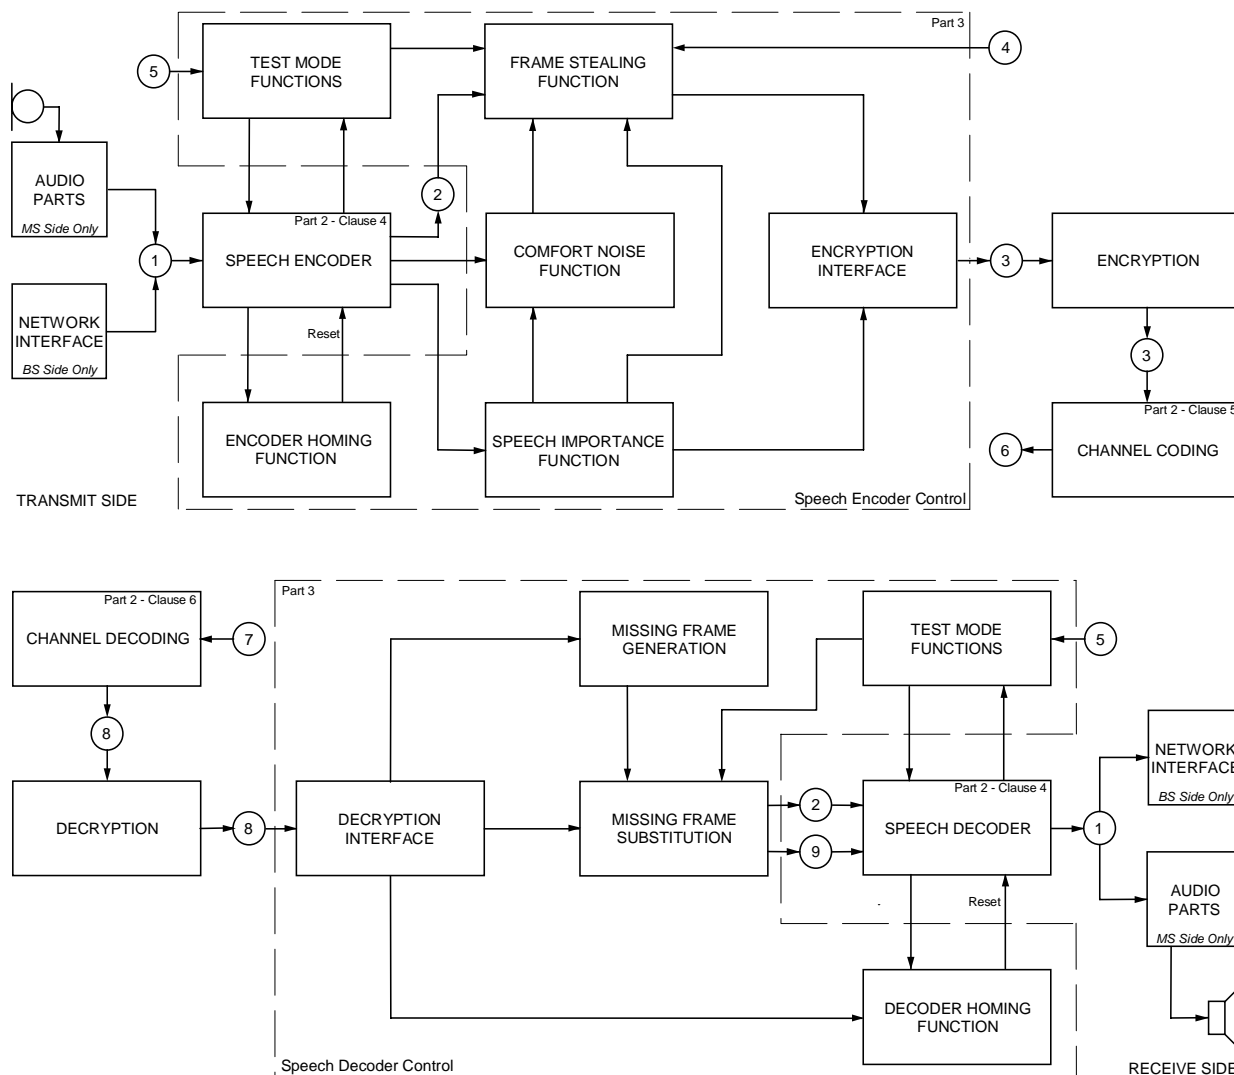 Part 3
TEST MODE
FUNCTIONS
FRAME STEALING
FUNCTION
4
5
AUDIO
PARTS
MS Side Only
2
Part 2 - Clause 4
SPEECH ENCODER
COMFORT NOISE
FUNCTION
ENCRYPTION
INTERFACE
3
ENCRYPTION
1
NETWORK
INTERFACE
BS Side Only
Reset
3
Part 2 - Clause 5
ENCODER HOMING
FUNCTION
SPEECH IMPORTANCE
FUNCTION
6
CHANNEL CODING
TRANSMIT SIDE
Speech Encoder Control
Part 3
Part 2 - Clause 6
CHANNEL DECODING
7
MISSING FRAME
GENERATION
TEST MODE
FUNCTIONS
5
8
NETWORK
INTERFACE
BS Side Only
DECRYPTION
8
DECRYPTION
INTERFACE
MISSING FRAME
SUBSTITUTION
2
9
Part 2 - Clause 4
SPEECH DECODER
1
Reset
AUDIO
PARTS
MS Side Only
DECODER HOMING
FUNCTION
Speech Decoder Control
RECEIVE SIDE